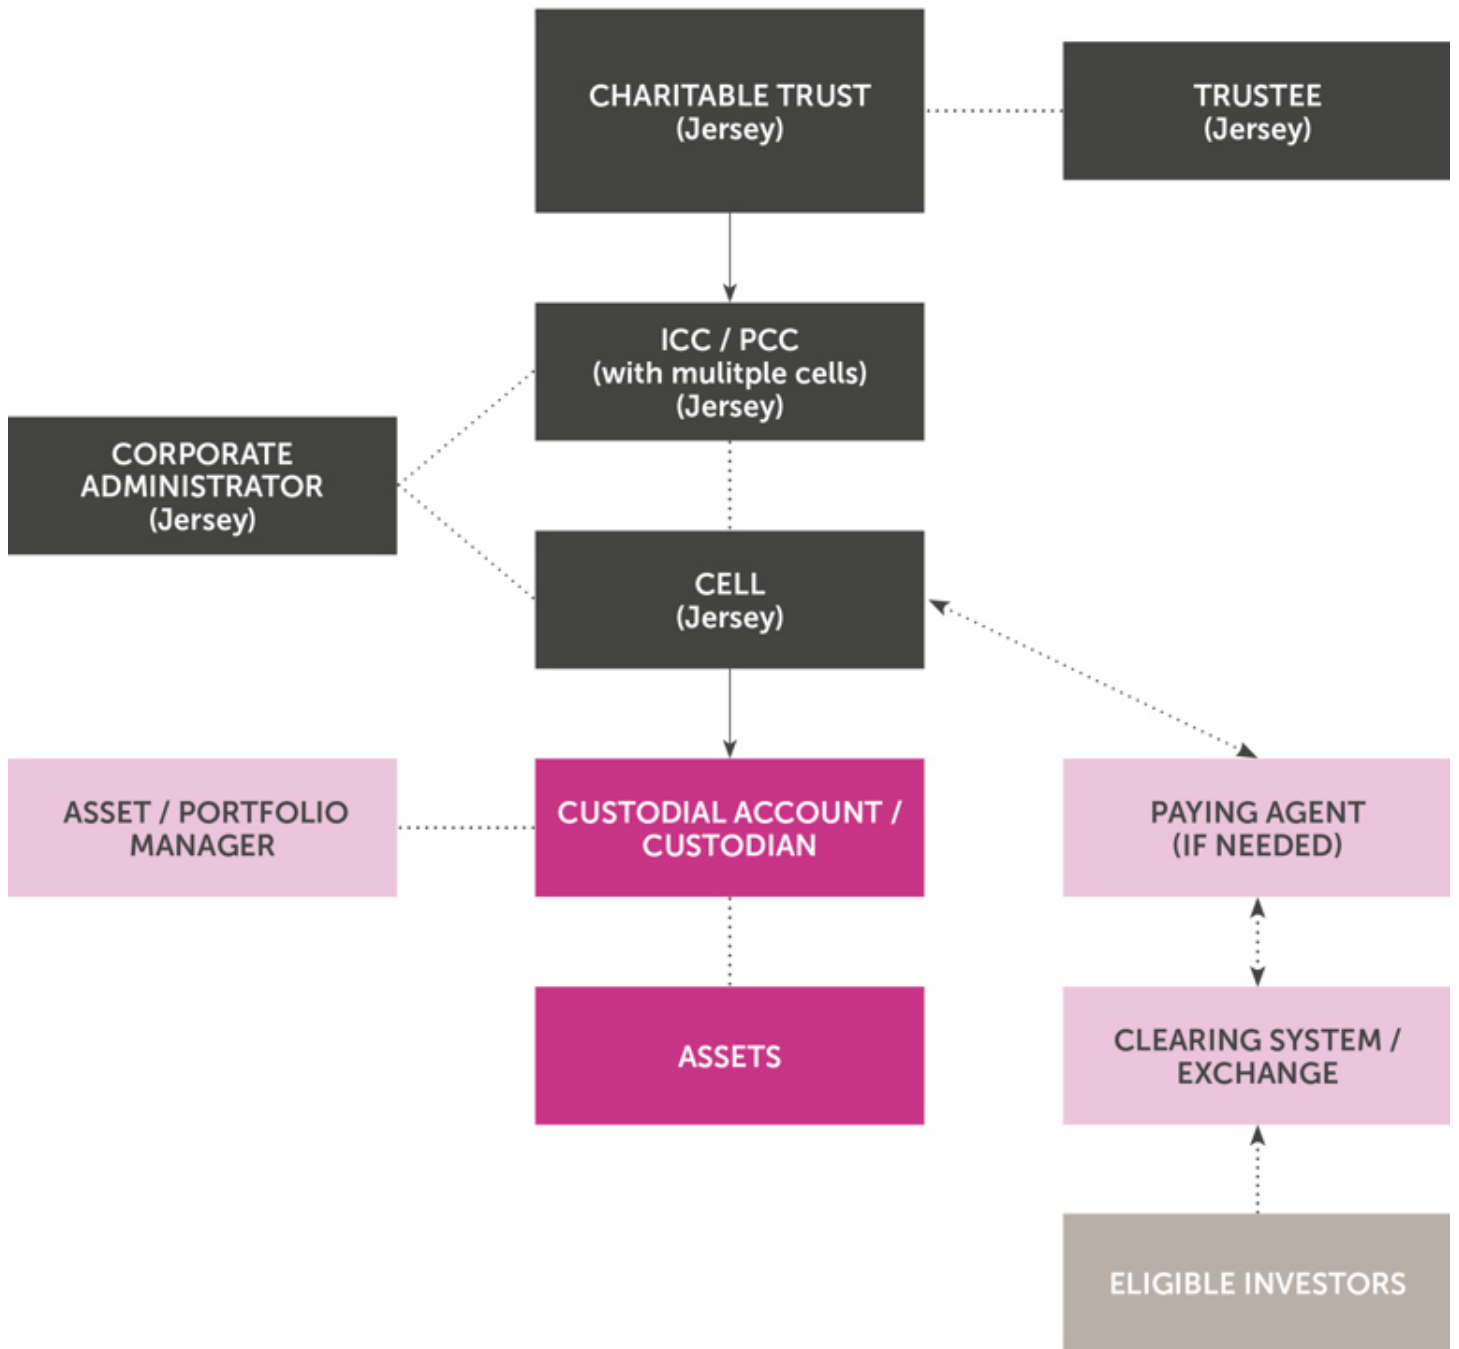 CHARITABLE TRUST
(Jersey)
TRUSTEE
(Jersey)
ICC / PCC
(with mulitple cells)
(Jersey)
CORPORATE
ADMINISTRATOR
(Jersey)
CELL
(Jersey)
ASSET / PORTFOLIO
MANAGER
CUSTODIAL ACCOUNT /
CUSTODIAN
PAYING AGENT
(IF NEEDED)
ASSETS
CLEARING SYSTEM /
EXCHANGE
ELIGIBLE INVESTORS